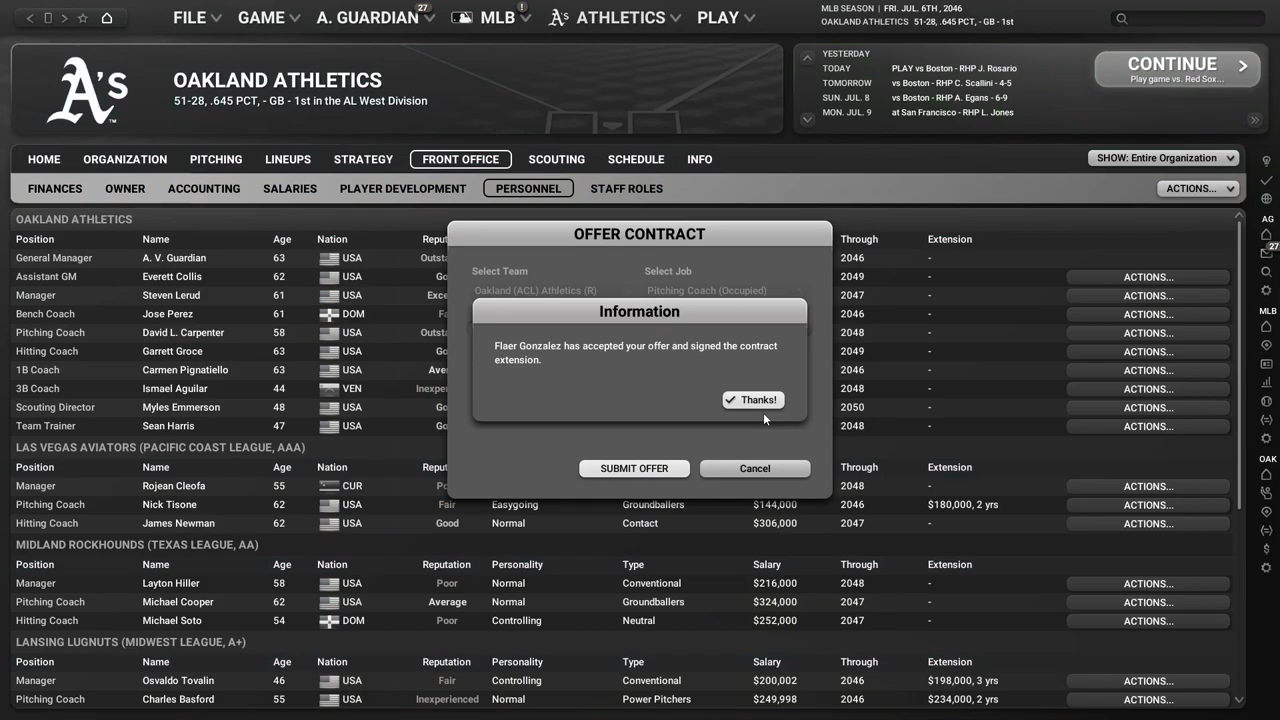 FILE GAME A. GUARDIAN 27 MLB ! A's ATHLETICS PLAY
MLB SEASON | FRI. JUL. 6TH , 2046
OAKLAND ATHLETICS 51-28, .645 PCT, - GB - 1st
A's
OAKLAND ATHLETICS
51-28, .645 PCT, - GB - 1st in the AL West Division
YESTERDAY
TODAY PLAY vs Boston - RHP J. Rosario
TOMORROW vs Boston - RHP C. Scallini - 4-5
SUN. JUL. 8 vs Boston - RHP A. Egans - 6-9
MON. JUL. 9 at San Francisco - RHP L. Jones
CONTINUE
Play game vs. Red Sox...
HOME ORGANIZATION PITCHING LINEUPS STRATEGY FRONT OFFICE SCOUTING SCHEDULE INFO
SHOW: Entire Organization
FINANCES OWNER ACCOUNTING SALARIES PLAYER DEVELOPMENT PERSONNEL STAFF ROLES
ACTIONS...
OAKLAND ATHLETICS
Position Name Age Nation Reput Through Extension
General Manager A. V. Guardian 63 USA Outsta 2046 -
Assistant GM Everett Collis 62 USA Go 2049 - ACTIONS...
Manager Steven Lerud 61 USA Exce 2047 - ACTIONS...
Bench Coach Jose Perez 61 DOM Fa 2046 - ACTIONS...
Pitching Coach David L. Carpenter 58 USA Outsta 2048 - ACTIONS...
Hitting Coach Garrett Groce 63 USA Go 2049 - ACTIONS...
1B Coach Carmen Pignatiello 63 USA Aver 2046 - ACTIONS...
3B Coach Ismael Aguilar 44 VEN Inexpe 2048 - ACTIONS...
Scouting Director Myles Emmerson 48 USA Go 2050 - ACTIONS...
Team Trainer Sean Harris 47 USA Go 2048 - ACTIONS...
OFFER CONTRACT
Select Team Select Job
Oakland (ACL) Athletics (R) Pitching Coach (Occupied)
Information
Flaer Gonzalez has accepted your offer and signed the contract
extension.
Thanks!
SUBMIT OFFER Cancel
LAS VEGAS AVIATORS (PACIFIC COAST LEAGUE, AAA)
Position Name Age Nation Reput Through Extension
Manager Rojean Cleofa 55 CUR Po 2048 - ACTIONS...
Pitching Coach Nick Tisone 62 USA Fair Easygoing Groundballers $144,000 2046 $180,000, 2 yrs ACTIONS...
Hitting Coach James Newman 62 USA Good Normal Contact $306,000 2047 - ACTIONS...
MIDLAND ROCKHOUNDS (TEXAS LEAGUE, AA)
Position Name Age Nation Reputation Personality Type Salary Through Extension
Manager Layton Hiller 58 USA Poor Normal Conventional $216,000 2048 - ACTIONS...
Pitching Coach Michael Cooper 62 USA Average Normal Groundballers $324,000 2047 - ACTIONS...
Hitting Coach Michael Soto 54 DOM Poor Controlling Neutral $252,000 2047 - ACTIONS...
LANSING LUGNUTS (MIDWEST LEAGUE, A+)
Position Name Age Nation Reputation Personality Type Salary Through Extension
Manager Osvaldo Tovalin 46 USA Fair Controlling Conventional $200,002 2046 $198,000, 3 yrs ACTIONS...
Pitching Coach Charles Basford 55 USA Inexperienced Normal Power Pitchers $249,998 2046 $234,000, 2 yrs ACTIONS...
AG
27
MLB
OAK